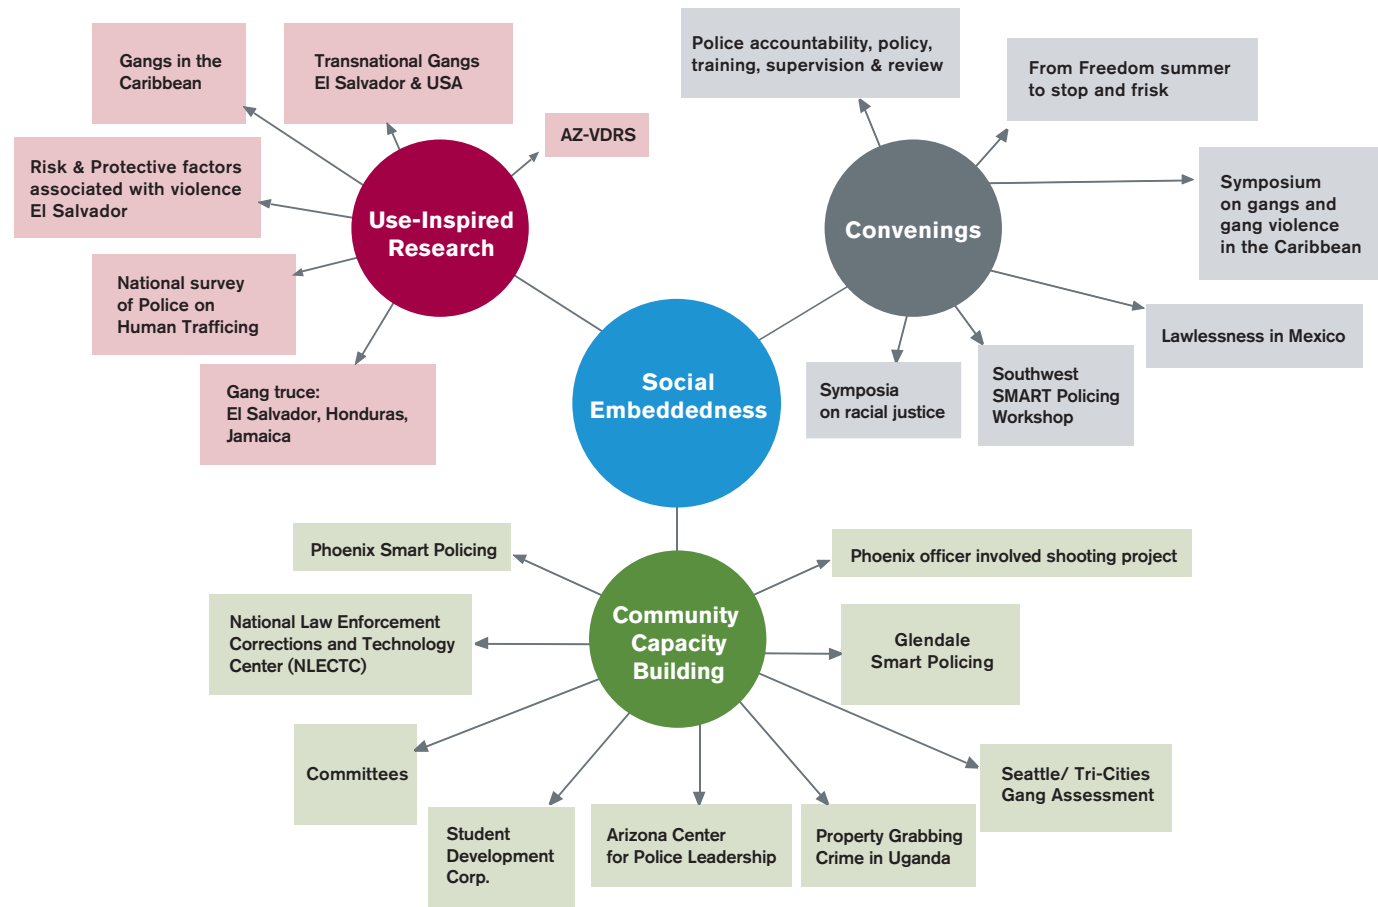 Gangs in the
Caribbean
Transnational Gangs
El Salvador & USA
AZ-VDRS
Risk & Protective factors
associated with violence
El Salvador
National survey
of Police on
Human Trafficing
Gang truce:
El Salvador, Honduras,
Jamaica
Use-Inspired
Research
Police accountability, policy,
training, supervision & review
From Freedom summer
to stop and frisk
Symposium
on gangs and
gang violence
in the Caribbean
Lawlessness in Mexico
Southwest
SMART Policing
Workshop
Symposia
on racial justice
Convenings
Social
Embeddedness
Community
Capacity
Building
Phoenix Smart Policing
National Law Enforcement
Corrections and Technology
Center (NLECTC)
Committees
Student
Development
Corp.
Arizona Center
for Police Leadership
Property Grabbing
Crime in Uganda
Seattle/ Tri-Cities
Gang Assessment
Glendale
Smart Policing
Phoenix officer involved shooting project